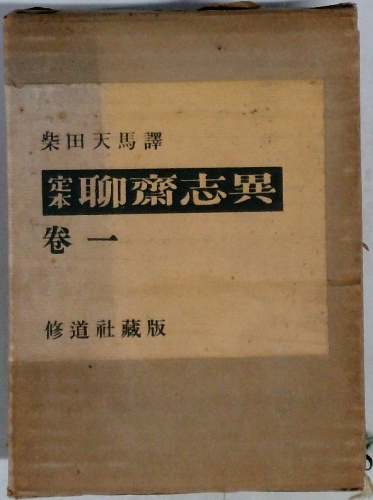 柴田天馬譯
定本 聊齋志異
卷一
修道社藏版